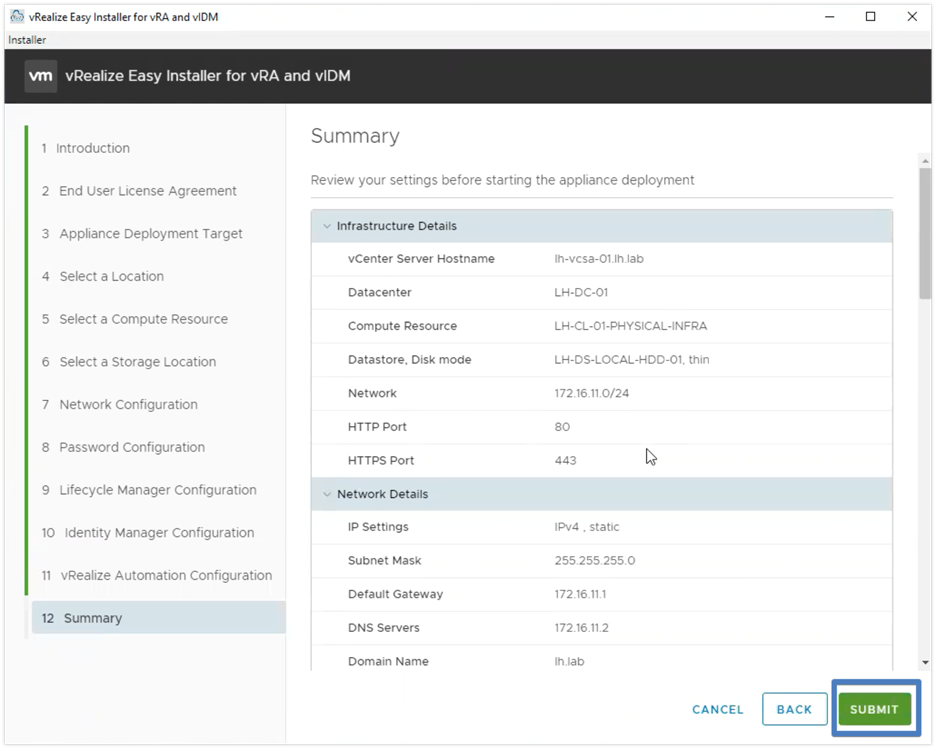 vRealize Easy Installer for vRA and vIDM
Installer
vm vRealize Easy Installer for vRA and vIDM
1 Introduction
2 End User License Agreement
3 Appliance Deployment Target
4 Select a Location
5 Select a Compute Resource
6 Select a Storage Location
7 Network Configuration
8 Password Configuration
9 Lifecycle Manager Configuration
10 Identity Manager Configuration
11 vRealize Automation Configuration
12 Summary
Summary
Review your settings before starting the appliance deployment
Infrastructure Details
vCenter Server Hostname lh-vcsa-01.lh.lab
Datacenter LH-DC-01
Compute Resource LH-CL-01-PHYSICAL-INFRA
Datastore, Disk mode LH-DS-LOCAL-HDD-01, thin
Network 172.16.11.0/24
HTTP Port 80
HTTPS Port 443
Network Details
IP Settings IPv4 , static
Subnet Mask 255.255.255.0
Default Gateway 172.16.11.1
DNS Servers 172.16.11.2
Domain Name lh.lab
CANCEL BACK SUBMIT